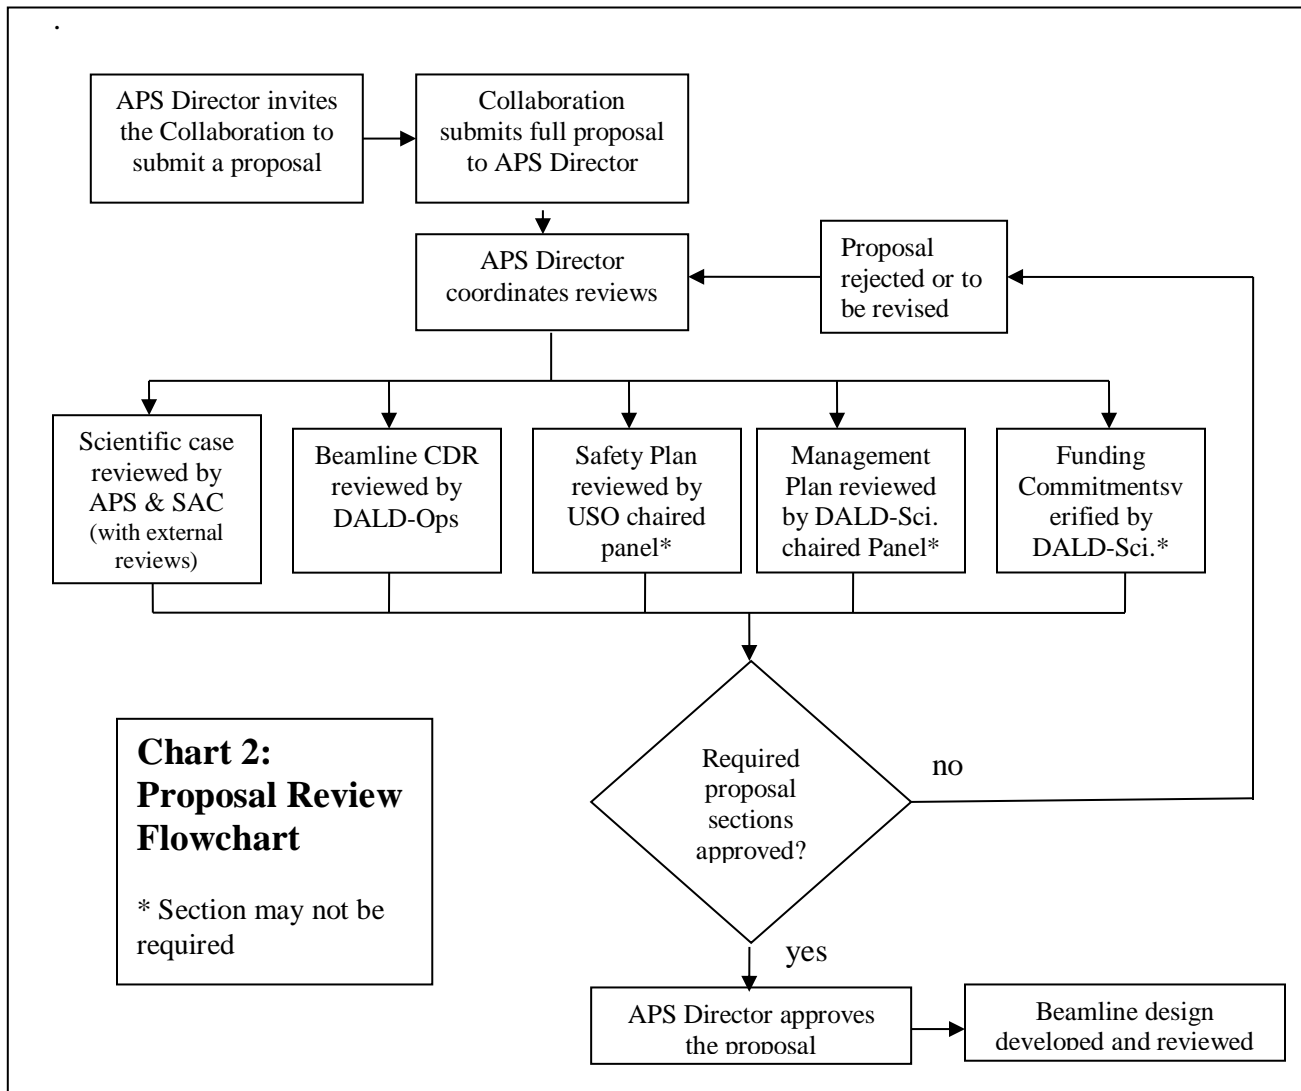 .
APS Director invites
the Collaboration to
submit a proposal
Collaboration
submits full proposal
to APS Director
APS Director
coordinates reviews
Proposal
rejected or to
be revised
Scientific case
reviewed by
APS & SAC
(with external
reviews)
Beamline CDR
reviewed by
DALD-Ops
Safety Plan
reviewed by
USO chaired
panel*
Management
Plan reviewed
by DALD-Sci.
chaired Panel*
Funding
Commitmentsv
erified by
DALD-Sci.*
Required
proposal
sections
approved?
no
Chart 2:
Proposal Review
Flowchart
* Section may not be
required
yes
APS Director approves
the proposal
Beamline design
developed and reviewed